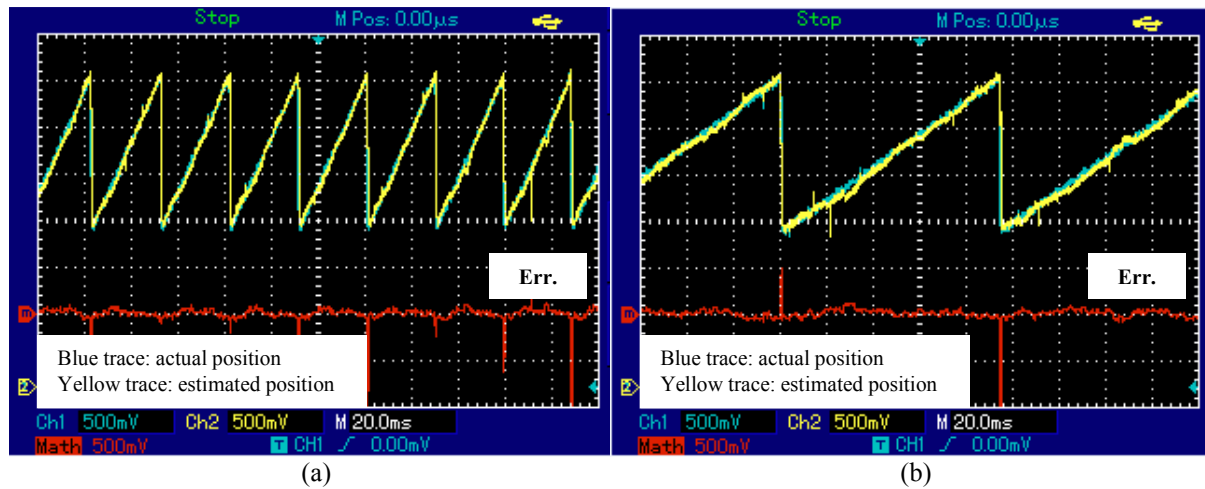 Stop M Pos: 0.00µs
Err.
m
Blue trace: actual position
Yellow trace: estimated position
2
Ch1 500mV Ch2 500mV M 20.0ms
Math 500mV T CH1 0.00mV
(a)
Stop M Pos: 0.00µs
Err.
m
Blue trace: actual position
Yellow trace: estimated position
2
Ch1 500mV Ch2 500mV M 20.0ms
Math 500mV T CH1 0.00mV
(b)